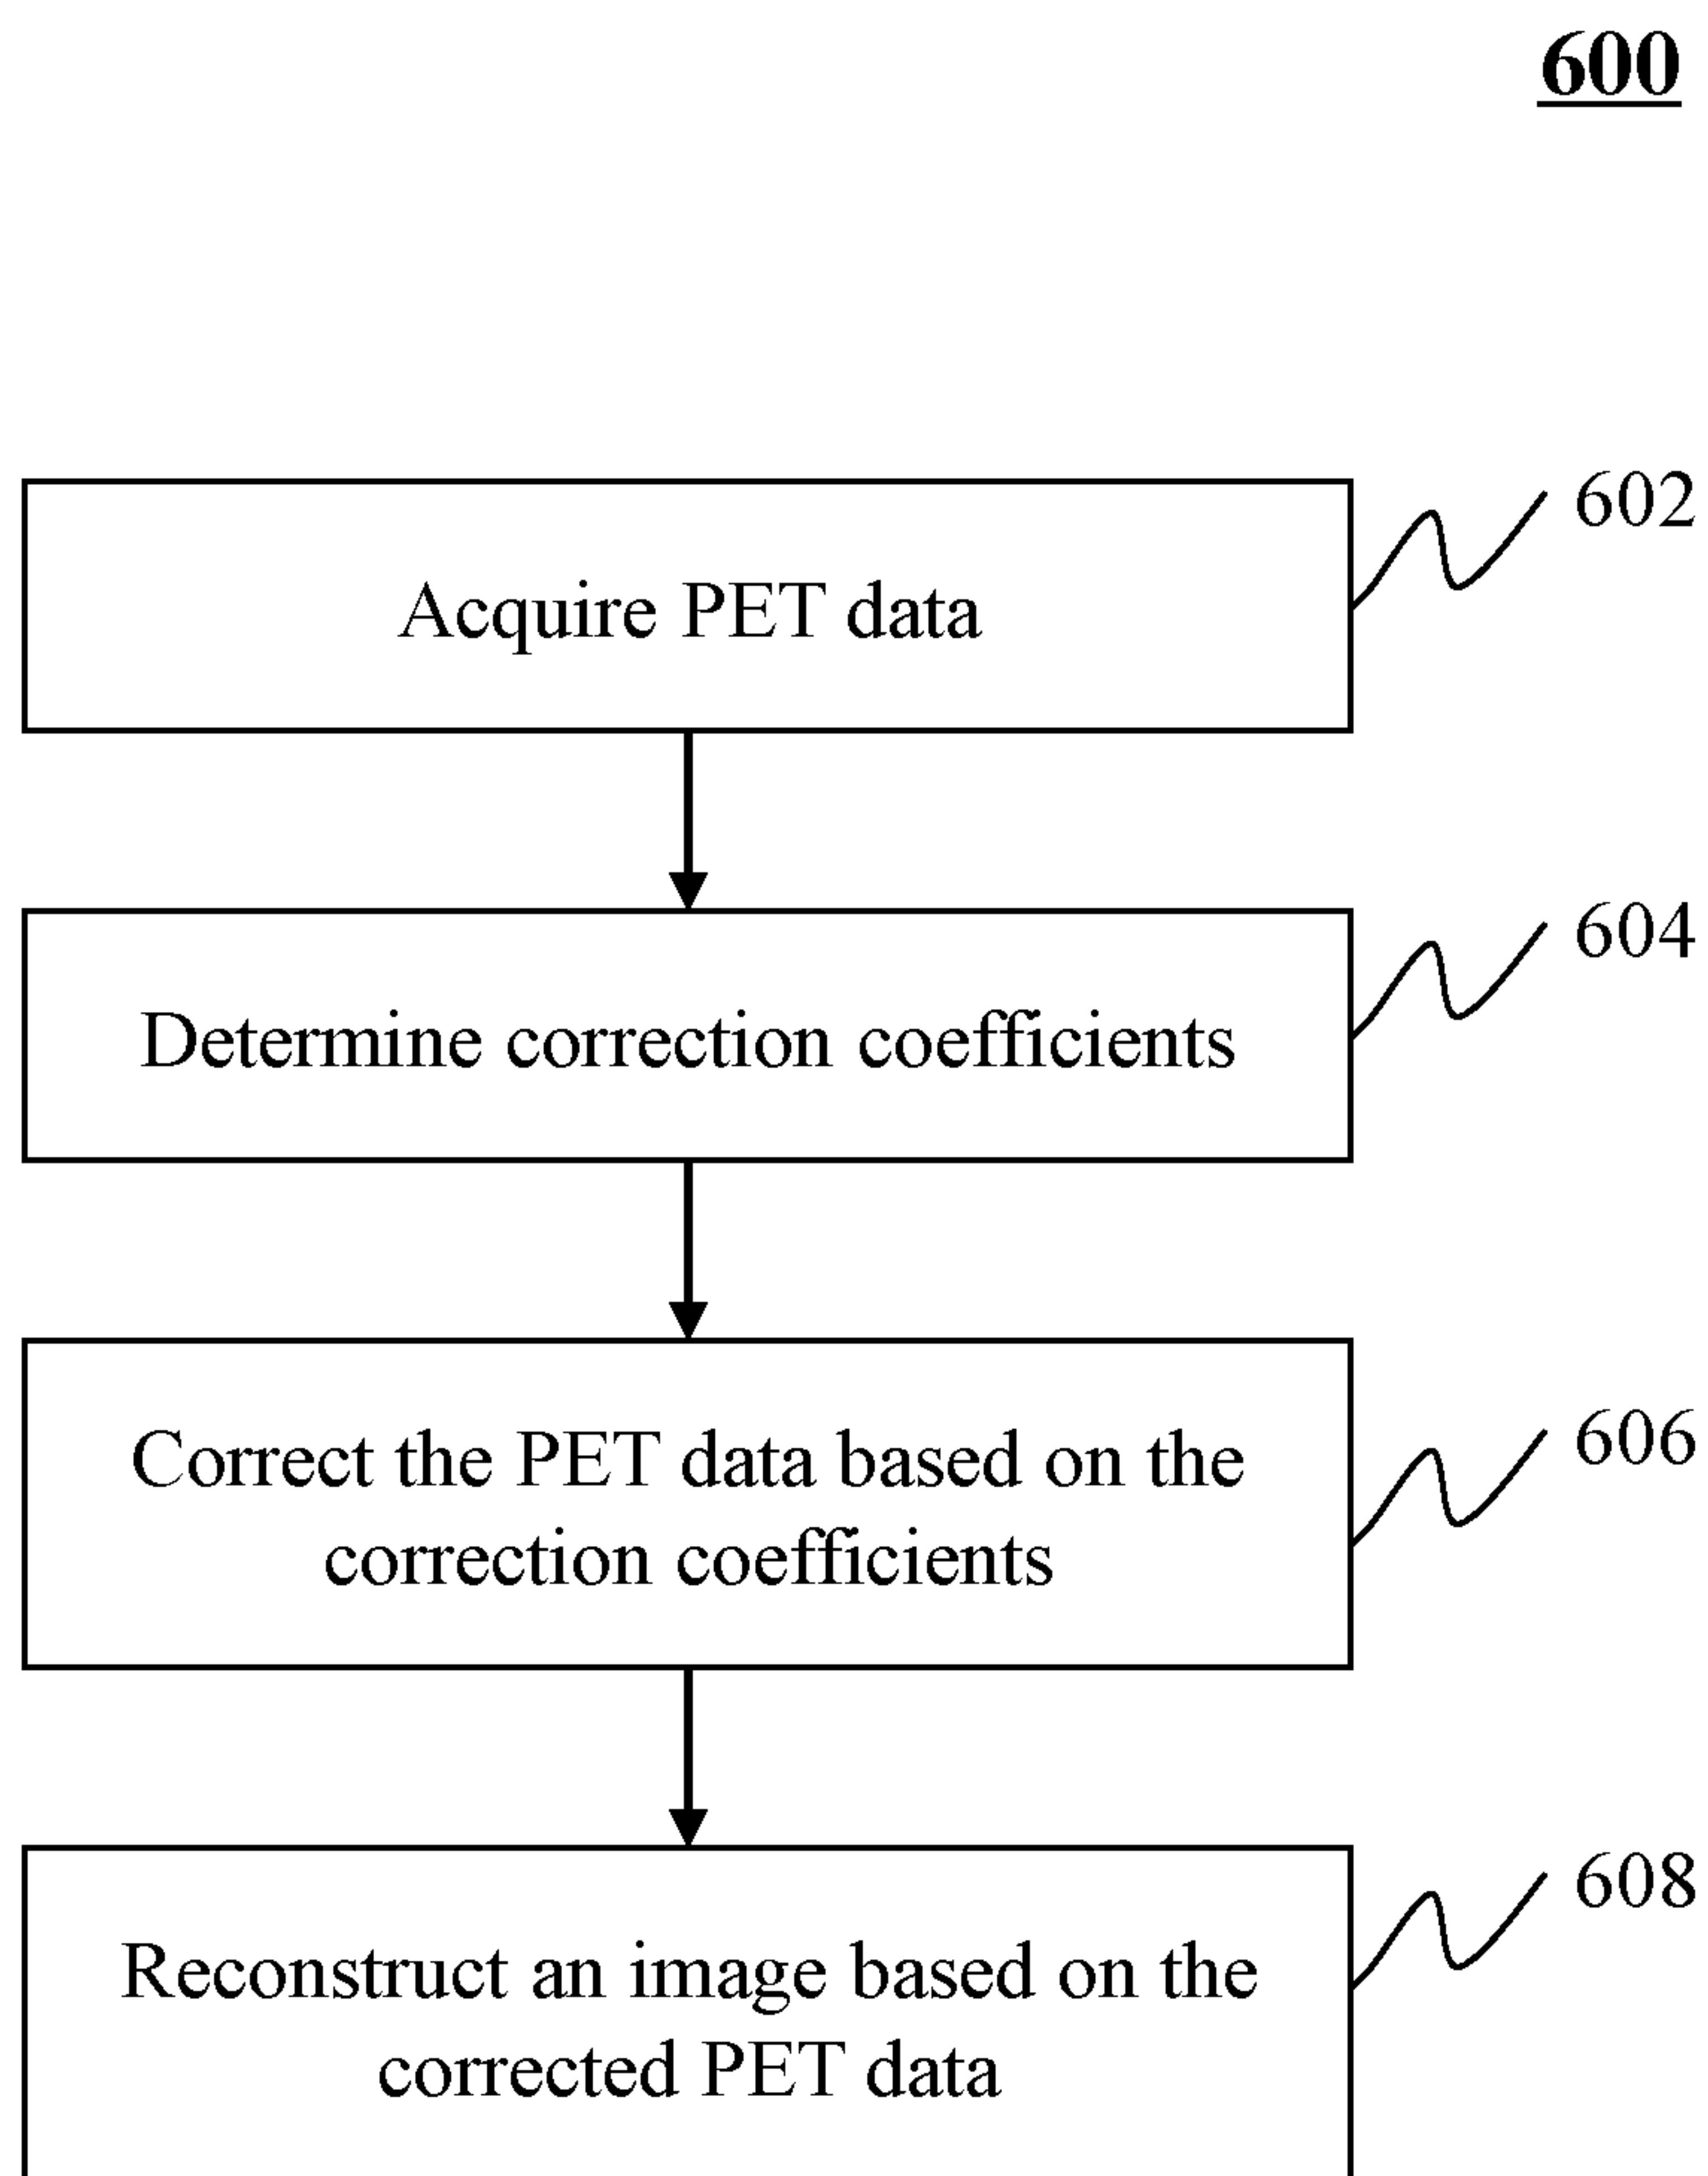 600
602
Acquire PET data
604
Determine correction coefficients
606
Correct the PET data based on the
correction coefficients
608
Reconstruct an image based on the
corrected PET data